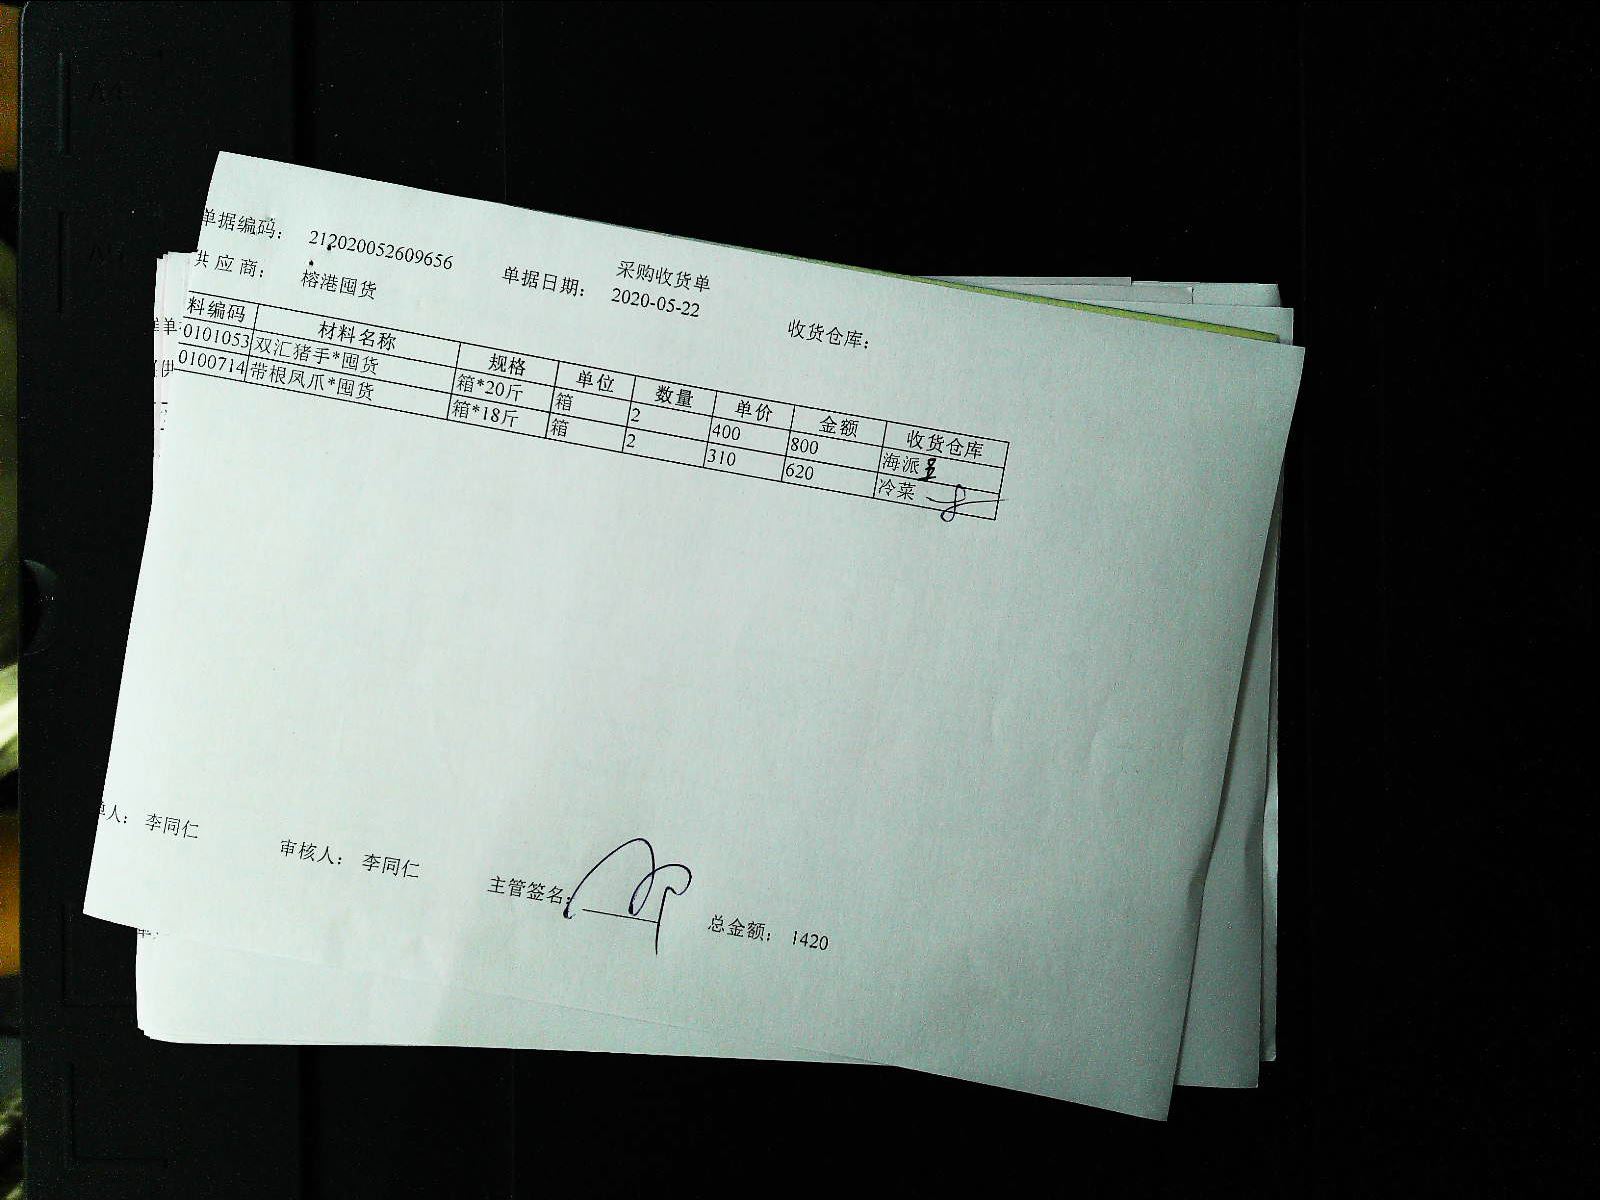 采购收货单
单据编码： 212020052609656 单据日期： 2020-05-22 收货仓库：
供应商： 榕港囤货
料编码 材料名称 规格 单位 数量 单价 金额 收货仓库
0101053 双汇猪手*囤货 箱*20斤 箱 2 400 800 海派
0100714 带根凤爪*囤货 箱*18斤 箱 2 310 620 冷菜
单人： 李同仁 审核人： 李同仁 主管签名： 总金额： 1420